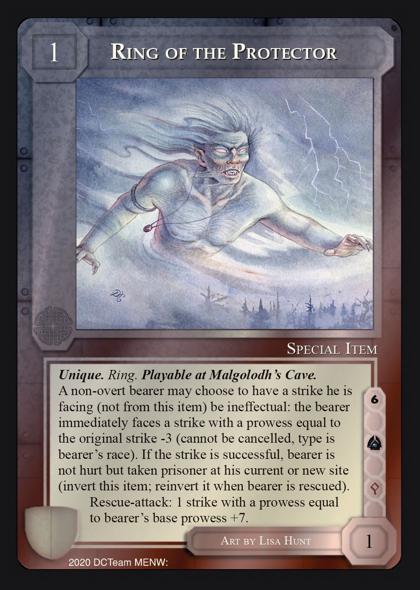 1
RING OF THE PROTECTOR
SPECIAL ITEM
Unique. Ring. Playable at Malgolodh's Cave.
A non-overt bearer may choose to have a strike he is
facing (not from this item) be ineffectual: the bearer
immediately faces a strike with a prowess equal to
the original strike -3 (cannot be cancelled, type is
bearer's race). If the strike is successful, bearer is
not hurt but taken prisoner at his current or new site
(invert this item; reinvert it when bearer is rescued).
Rescue-attack: 1 strike with a prowess equal
to bearer's base prowess +7.
6
ART BY LISA HUNT
1
2020 DCTeam MENW: